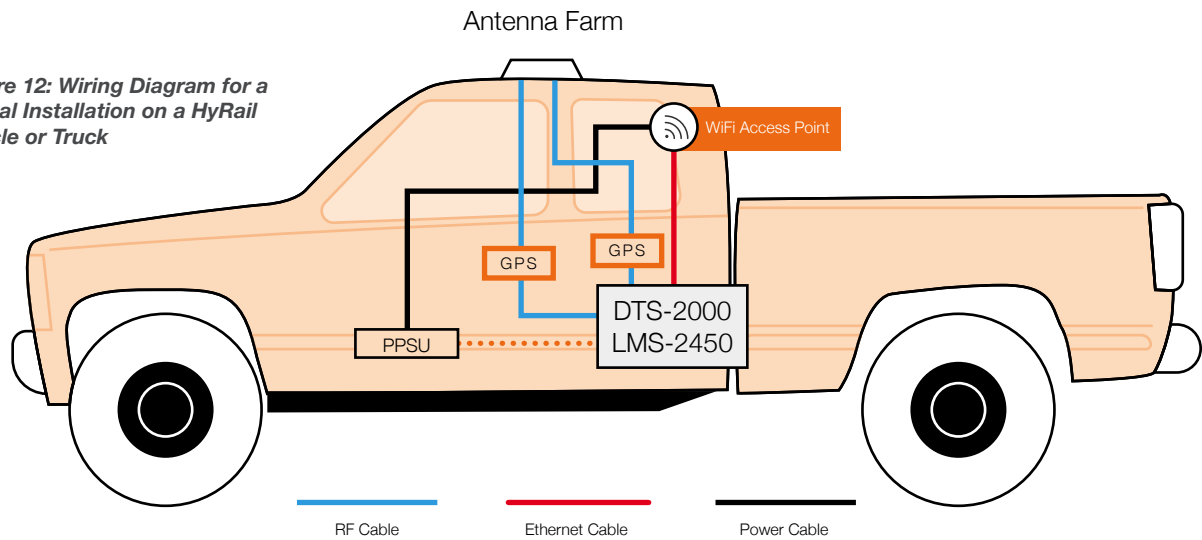 Antenna Farm
re 12: Wiring Diagram for a
al Installation on a HyRail
cle or Truck
WiFi Access Point
GPS
GPS
DTS-2000
LMS-2450
PPSU
RF Cable
Ethernet Cable
Power Cable